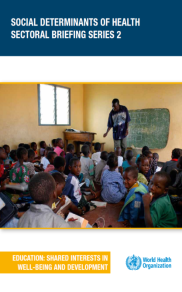 SOCIAL DETERMINANTS OF HEALTH
SECTORAL BRIEFING SERIES 2
EDUCATION: SHARED INTERESTS IN
WELL-BEING AND DEVELOPMENT
World Health
Organization